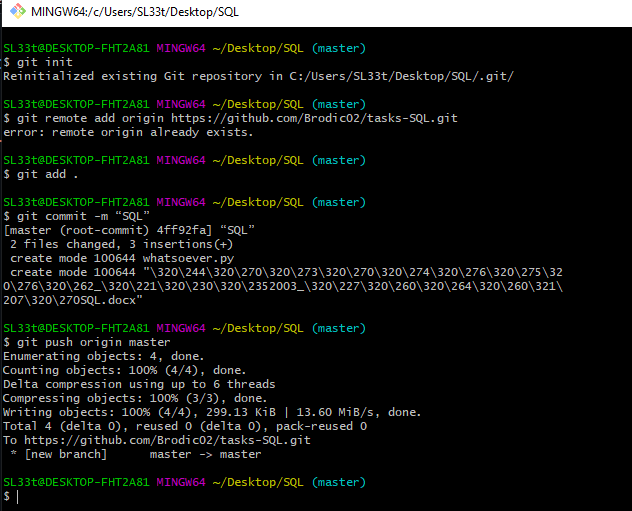 MINGW64:/c/Users/SL33t/Desktop/SQL
SL33t@DESKTOP-FHT2A81 MINGW64 ~/Desktop/SQL (master)
$ git init
Reinitialized existing Git repository in C:/Users/SL33t/Desktop/SQL/.git/
SL33t@DESKTOP-FHT2A81 MINGW64 ~/Desktop/SQL (master)
$ git remote add origin https://github.com/Brodic02/tasks-SQL.git
error: remote origin already exists.
SL33t@DESKTOP-FHT2A81 MINGW64 ~/Desktop/SQL (master)
$ git add .
SL33t@DESKTOP-FHT2A81 MINGW64 ~/Desktop/SQL (master)
$ git commit -m “SQL”
[master (root-commit) 4ff92fa] “SQL”
2 files changed, 3 insertions(+)
create mode 100644 whatsoever.py
create mode 100644 "\320\244\320\270\320\273\320\270\320\274\320\276\320\275\32
0\276\320\262_\320\221\320\230\320\2352003_\320\227\320\260\320\264\320\260\321\
207\320\270SQL.docx"
SL33t@DESKTOP-FHT2A81 MINGW64 ~/Desktop/SQL (master)
$ git push origin master
Enumerating objects: 4, done.
Counting objects: 100% (4/4), done.
Delta compression using up to 6 threads
Compressing objects: 100% (3/3), done.
Writing objects: 100% (4/4), 299.13 KiB | 13.60 MiB/s, done.
Total 4 (delta 0), reused 0 (delta 0), pack-reused 0
To https://github.com/Brodic02/tasks-SQL.git
* [new branch]      master -> master
SL33t@DESKTOP-FHT2A81 MINGW64 ~/Desktop/SQL (master)
$